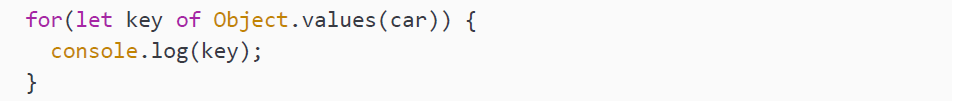 for(let key of Object.values(car)) {
  console.log(key);
}